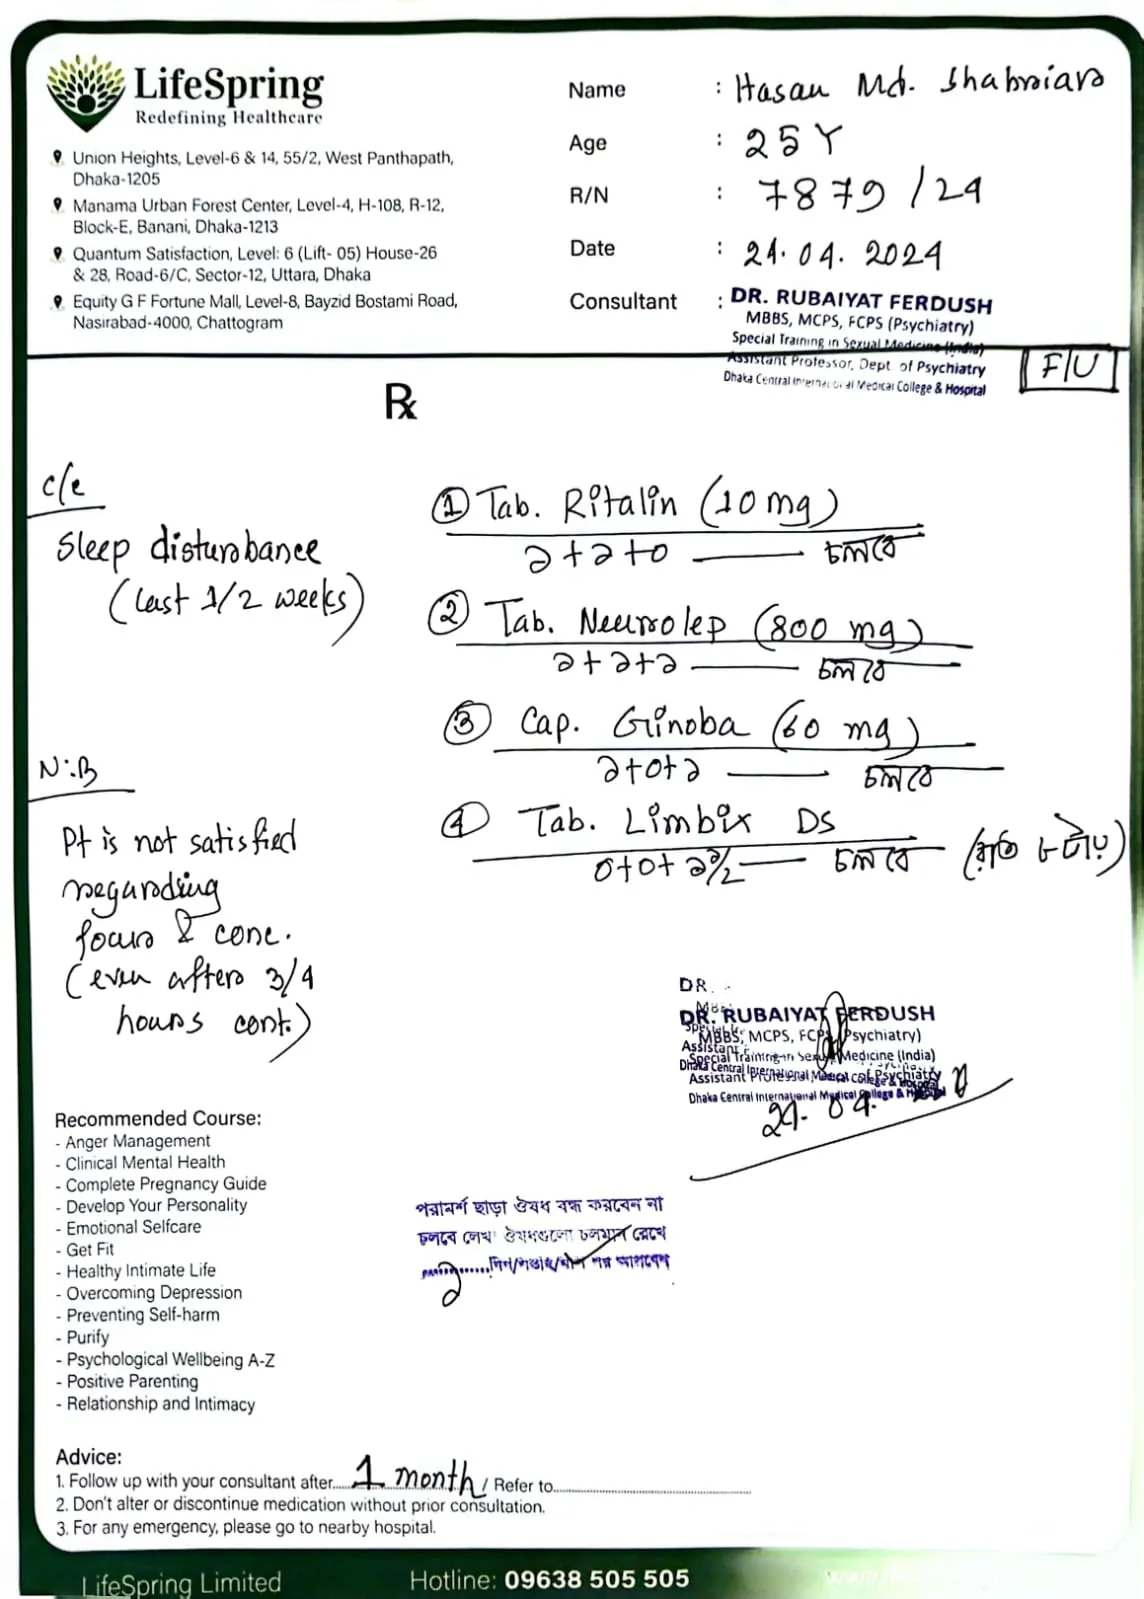 LifeSpring
Redefining Healthcare
Union Heights, Level-6 & 14, 55/2, West Panthapath,
Dhaka-1205
Manama Urban Forest Center, Level-4, H-108, R-12,
Block-E, Banani, Dhaka-1213
Quantum Satisfaction, Level: 6 (Lift- 05) House-26
& 28, Road-6/C, Sector-12, Uttara, Dhaka
Equity G F Fortune Mall, Level-8, Bayzid Bostami Road,
Nasirabad-4000, Chattogram
Name : Hasan Md. Shahriar
Age : 25 Y
R/N : 7879/24
Date : 24.04.2024
Consultant : DR. RUBAIYAT FERDUSH
MBBS, MCPS, FCPS (Psychiatry)
Special Training in Sexual Medicine (India)
Assistant Professor, Dept. of Psychiatry
Dhaka Central International Medical College & Hospital
F/U
Rx
c/c
Sleep disturbance
(last 1/2 weeks)
N:B
Pt is not satisfied
regarding
focus & conc.
(even after 3/4
hours cont.)
① Tab. Ritalin (10 mg)
১+১+০ — চলবে
② Tab. Neurolep (800 mg)
১+১+১ — চলবে
③ Cap. Ginoba (60 mg)
১+০+১ — চলবে
④ Tab. Limbix DS
০+০+১/২ — চলবে (রাত ৮টায়)
DR. RUBAIYAT FERDUSH
MBBS, MCPS, FCPS (Psychiatry)
Special Training in Sexual Medicine (India)
Assistant Professor, of Psychiatry
Dhaka Central International Medical College & Hospital
24.04.
পরামর্শ ছাড়া ঔষধ বন্ধ করবেন না
চলবে লেখা ঔষধগুলো চলমান রেখে
১ ............দিন/সপ্তাহ/মাস পর আসবেন
Recommended Course:
- Anger Management
- Clinical Mental Health
- Complete Pregnancy Guide
- Develop Your Personality
- Emotional Selfcare
- Get Fit
- Healthy Intimate Life
- Overcoming Depression
- Preventing Self-harm
- Purify
- Psychological Wellbeing A-Z
- Positive Parenting
- Relationship and Intimacy
Advice:
1. Follow up with your consultant after 1 month / Refer to
2. Don't alter or discontinue medication without prior consultation.
3. For any emergency, please go to nearby hospital.
LifeSpring Limited Hotline: 09638 505 505